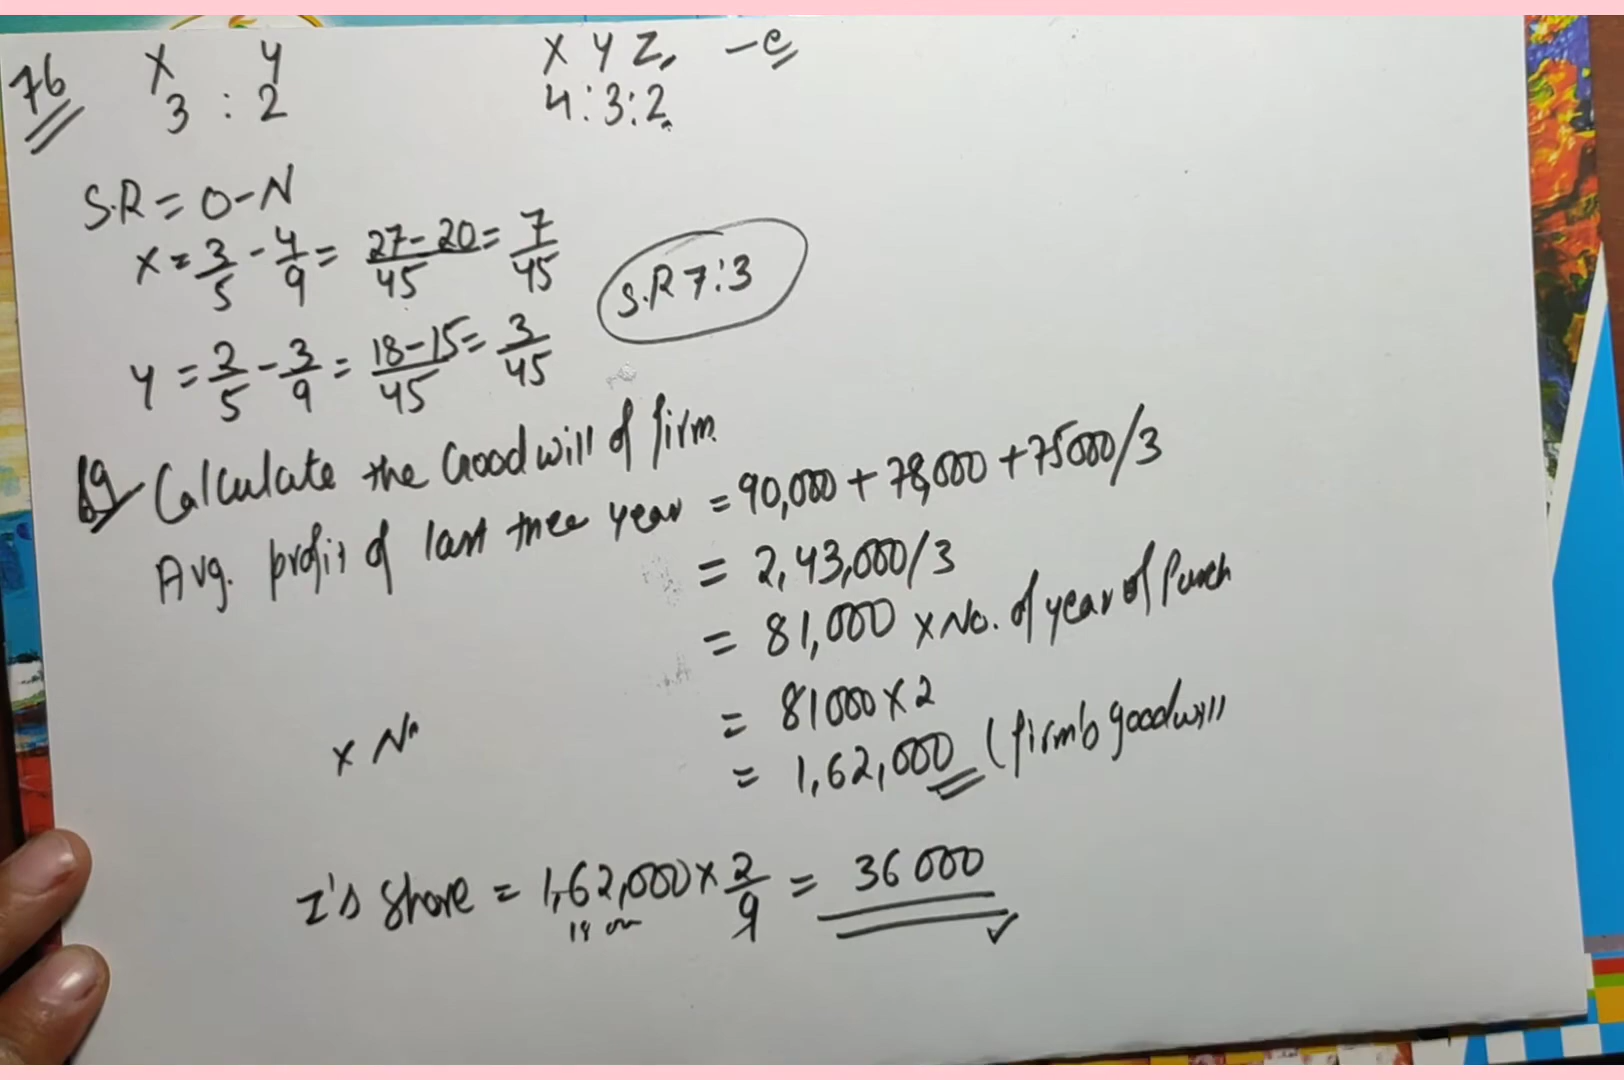 76 X Y X Y Z, -e
3 : 2 4:3:2
S.R = O-N
X = 3/5 - 4/9 = 27-20/45 = 7/45
S.R 7:3
Y = 2/5 - 3/9 = 18-15/45 = 3/45
Calculate the Goodwill of firm.
Avg. profit of last three year = 90,000 + 78,000 + 75000/3
= 2,43,000/3
= 81,000 x No. of year of Purch
= 81000 x 2
x No
= 1,62,000 (firm's goodwill
Z's Share = 1,62,000 x 2/9 = 36000